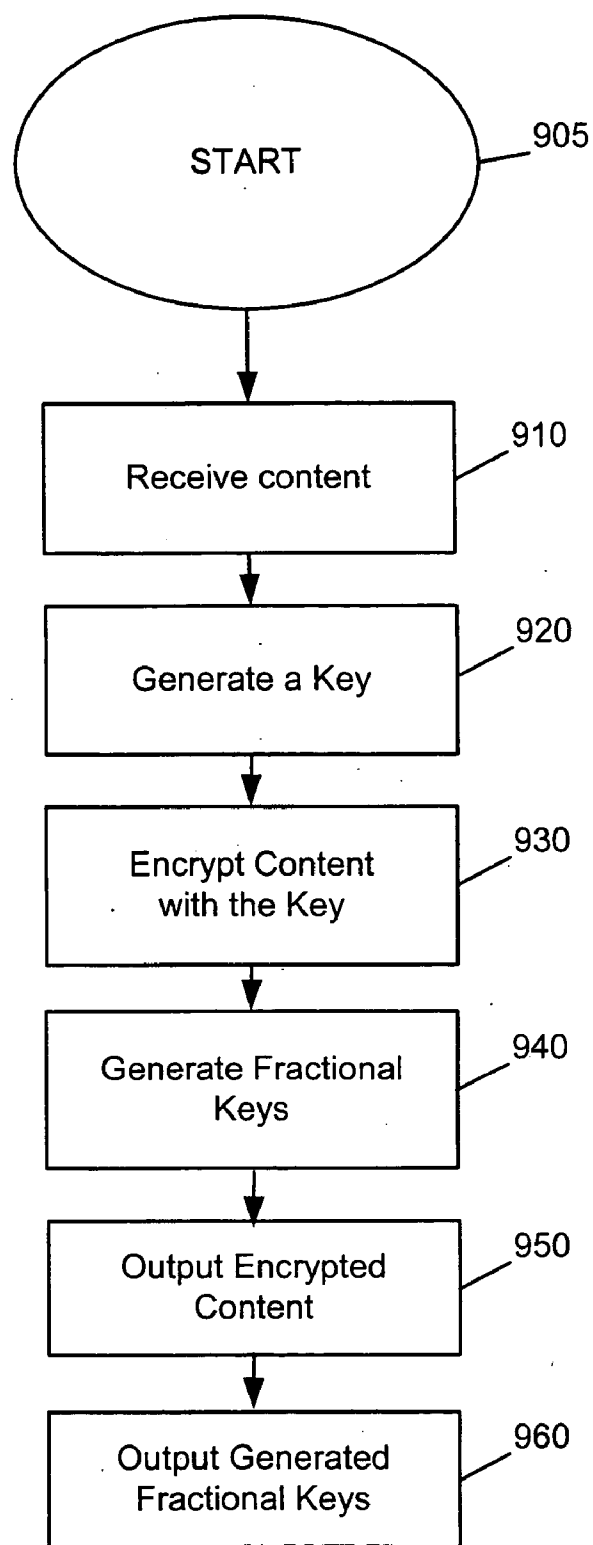 START
905
Receive content
910
Generate a Key
920
Encrypt Content
with the Key
930
Generate Fractional
Keys
940
Output Encrypted
Content
950
Output Generated
Fractional Keys
960